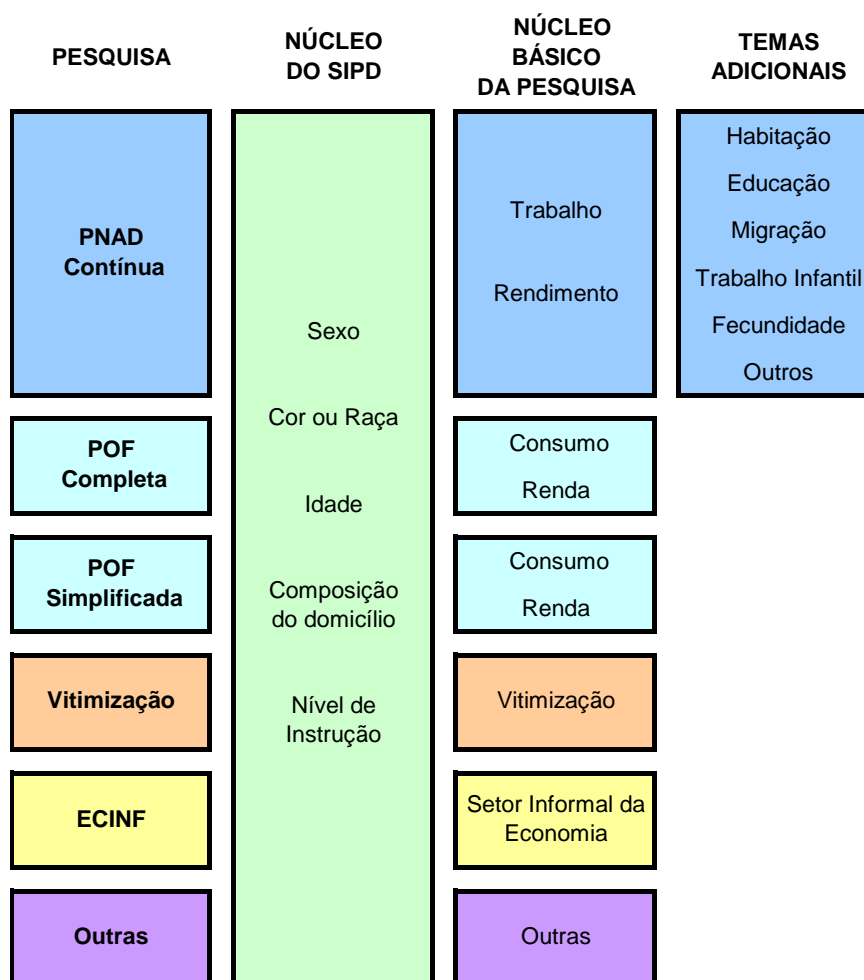 PESQUISA
NÚCLEO
DO SIPD
NÚCLEO
BÁSICO
DA PESQUISA
TEMAS
ADICIONAIS
PNAD
Contínua
POF
Completa
POF
Simplificada
Vitimização
ECINF
Outras
Sexo
Cor ou Raça
Idade
Composição
do domicílio
Nível de
Instrução
Trabalho
Rendimento
Consumo
Renda
Consumo
Renda
Vitimização
Setor Informal da
Economia
Outras
Habitação
Educação
Migração
Trabalho Infantil
Fecundidade
Outros